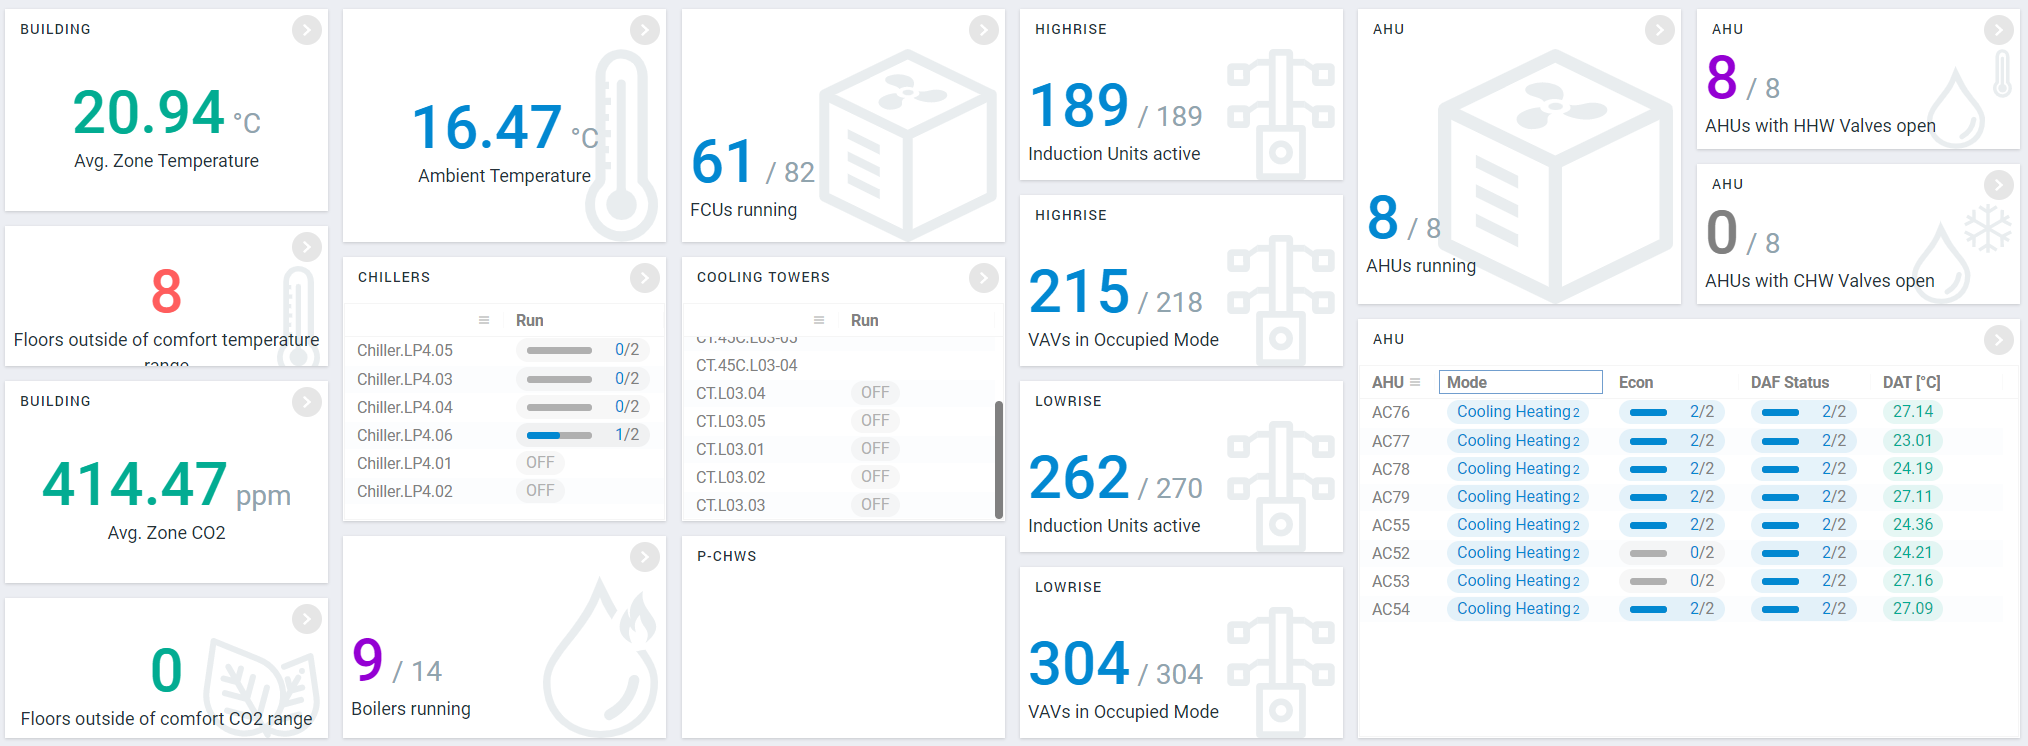 BUILDING
20.94 °C
Avg. Zone Temperature
8
Floors outside of comfort temperature
range
BUILDING
414.47 ppm
Avg. Zone CO2
0
Floors outside of comfort CO2 range
16.47 °C
Ambient Temperature
CHILLERS
Run
Chiller.LP4.05 0/2
Chiller.LP4.03 0/2
Chiller.LP4.04 0/2
Chiller.LP4.06 1/2
Chiller.LP4.01 OFF
Chiller.LP4.02 OFF
9 / 14
Boilers running
61 / 82
FCUs running
COOLING TOWERS
Run
CT.45C.L03-03
CT.45C.L03-04
CT.L03.04 OFF
CT.L03.05 OFF
CT.L03.01 OFF
CT.L03.02 OFF
CT.L03.03 OFF
P-CHWS
HIGHRISE
189 / 189
Induction Units active
HIGHRISE
215 / 218
VAVs in Occupied Mode
LOWRISE
262 / 270
Induction Units active
LOWRISE
304 / 304
VAVs in Occupied Mode
AHU
8 / 8
AHUs running
AHU
8 / 8
AHUs with HHW Valves open
AHU
0 / 8
AHUs with CHW Valves open
AHU
AHU Mode Econ DAF Status DAT [°C]
AC76 Cooling Heating 2 2/2 2/2 27.14
AC77 Cooling Heating 2 2/2 2/2 23.01
AC78 Cooling Heating 2 2/2 2/2 24.19
AC79 Cooling Heating 2 2/2 2/2 27.11
AC55 Cooling Heating 2 2/2 2/2 24.36
AC52 Cooling Heating 2 0/2 2/2 24.21
AC53 Cooling Heating 2 0/2 2/2 27.16
AC54 Cooling Heating 2 2/2 2/2 27.09